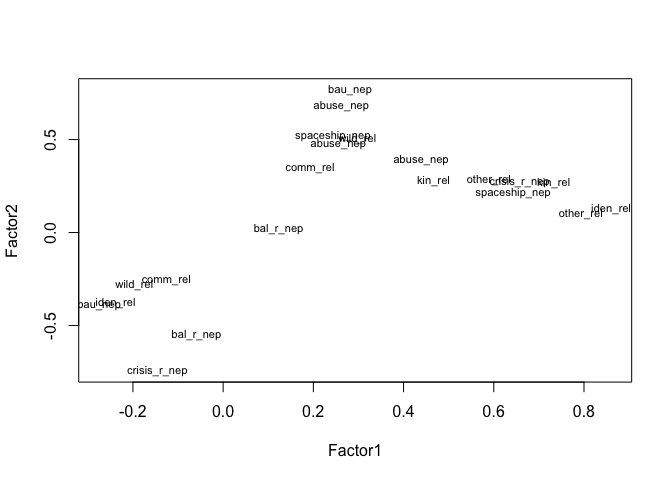 bau_nep
abuse_nep
spaceship_nep
wild_rel
abuse_nep
abuse_nep
comm_rel
kin_rel
other_rel
crisis_r_nep
kin_rel
spaceship_nep
iden_rel
other_rel
bal_r_nep
comm_rel
wild_rel
iden_rel
bau_nep
bal_r_nep
crisis_r_nep
0.5
0.0
-0.5
Factor2
-0.2 0.0 0.2 0.4 0.6 0.8
Factor1